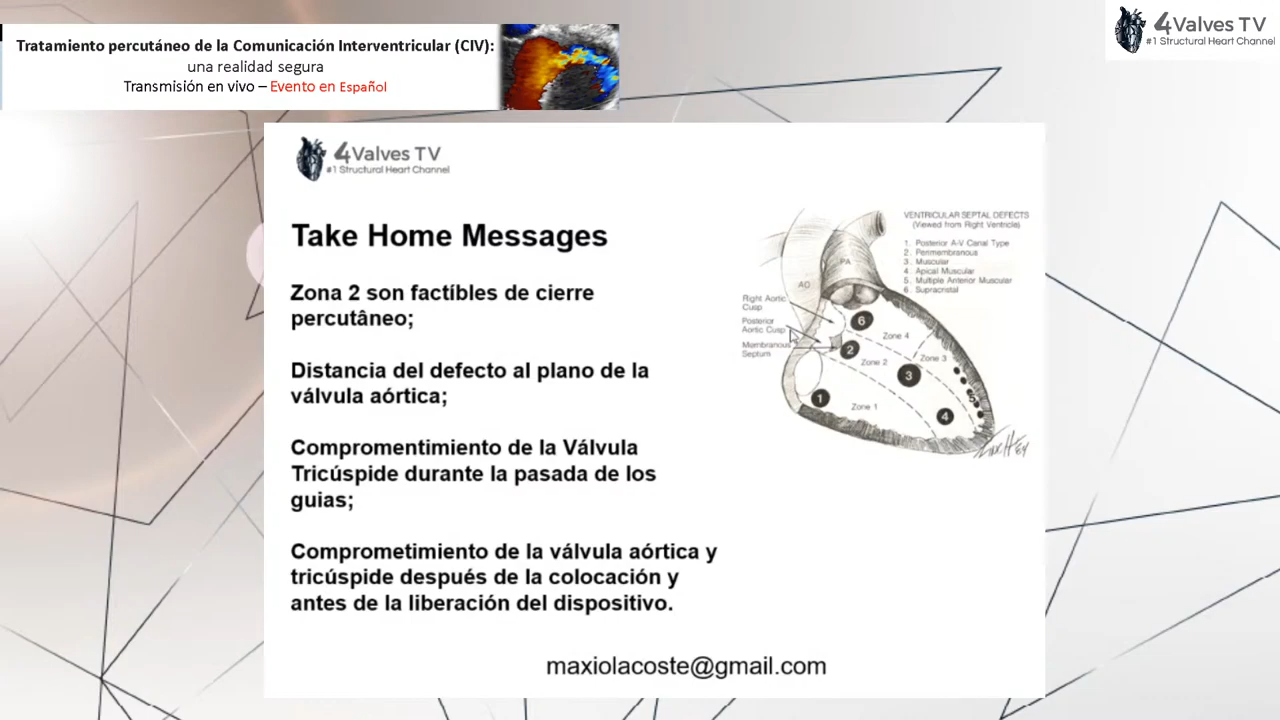 Tratamiento percutáneo de la Comunicación Interventricular (CIV):
una realidad segura
Transmisión en vivo – Evento en Español
4Valves TV
#1 Structural Heart Channel
4Valves TV
#1 Structural Heart Channel
Take Home Messages
Zona 2 son factíbles de cierre
percutâneo;
Distancia del defecto al plano de la
válvula aórtica;
Compromentimiento de la Válvula
Tricúspide durante la pasada de los
guias;
Comprometimiento de la válvula aórtica y
tricúspide después de la colocación y
antes de la liberación del dispositivo.
VENTRICULAR SEPTAL DEFECTS
(Viewed from Right Ventricle)
1. Posterior A-V Canal Type
2. Perimembranous
3. Muscular
4. Apical Muscular
5. Multiple Anterior Muscular
6. Supracristal
PA
AO
Right Aortic
Cusp
Posterior
Aortic Cusp
Membranous
Septum
6
Zone 4
2
Zone 2
Zone 3
3
5
1
Zone 1
4
maxiolacoste@gmail.com